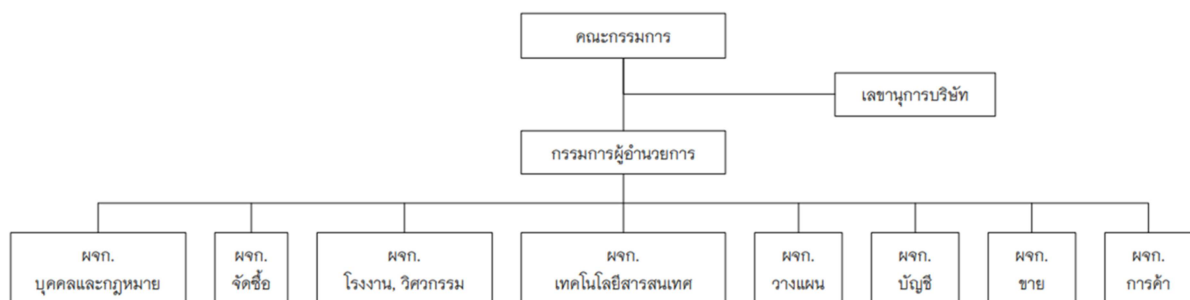 คณะกรรมการ
เลขานุการบริษัท
กรรมการผู้อำนวยการ
ผจก.
บุคคลและกฎหมาย
ผจก.
จัดซื้อ
ผจก.
โรงงาน, วิศวกรรม
ผจก.
เทคโนโลยีสารสนเทศ
ผจก.
วางแผน
ผจก.
บัญชี
ผจก.
ขาย
ผจก.
การค้า